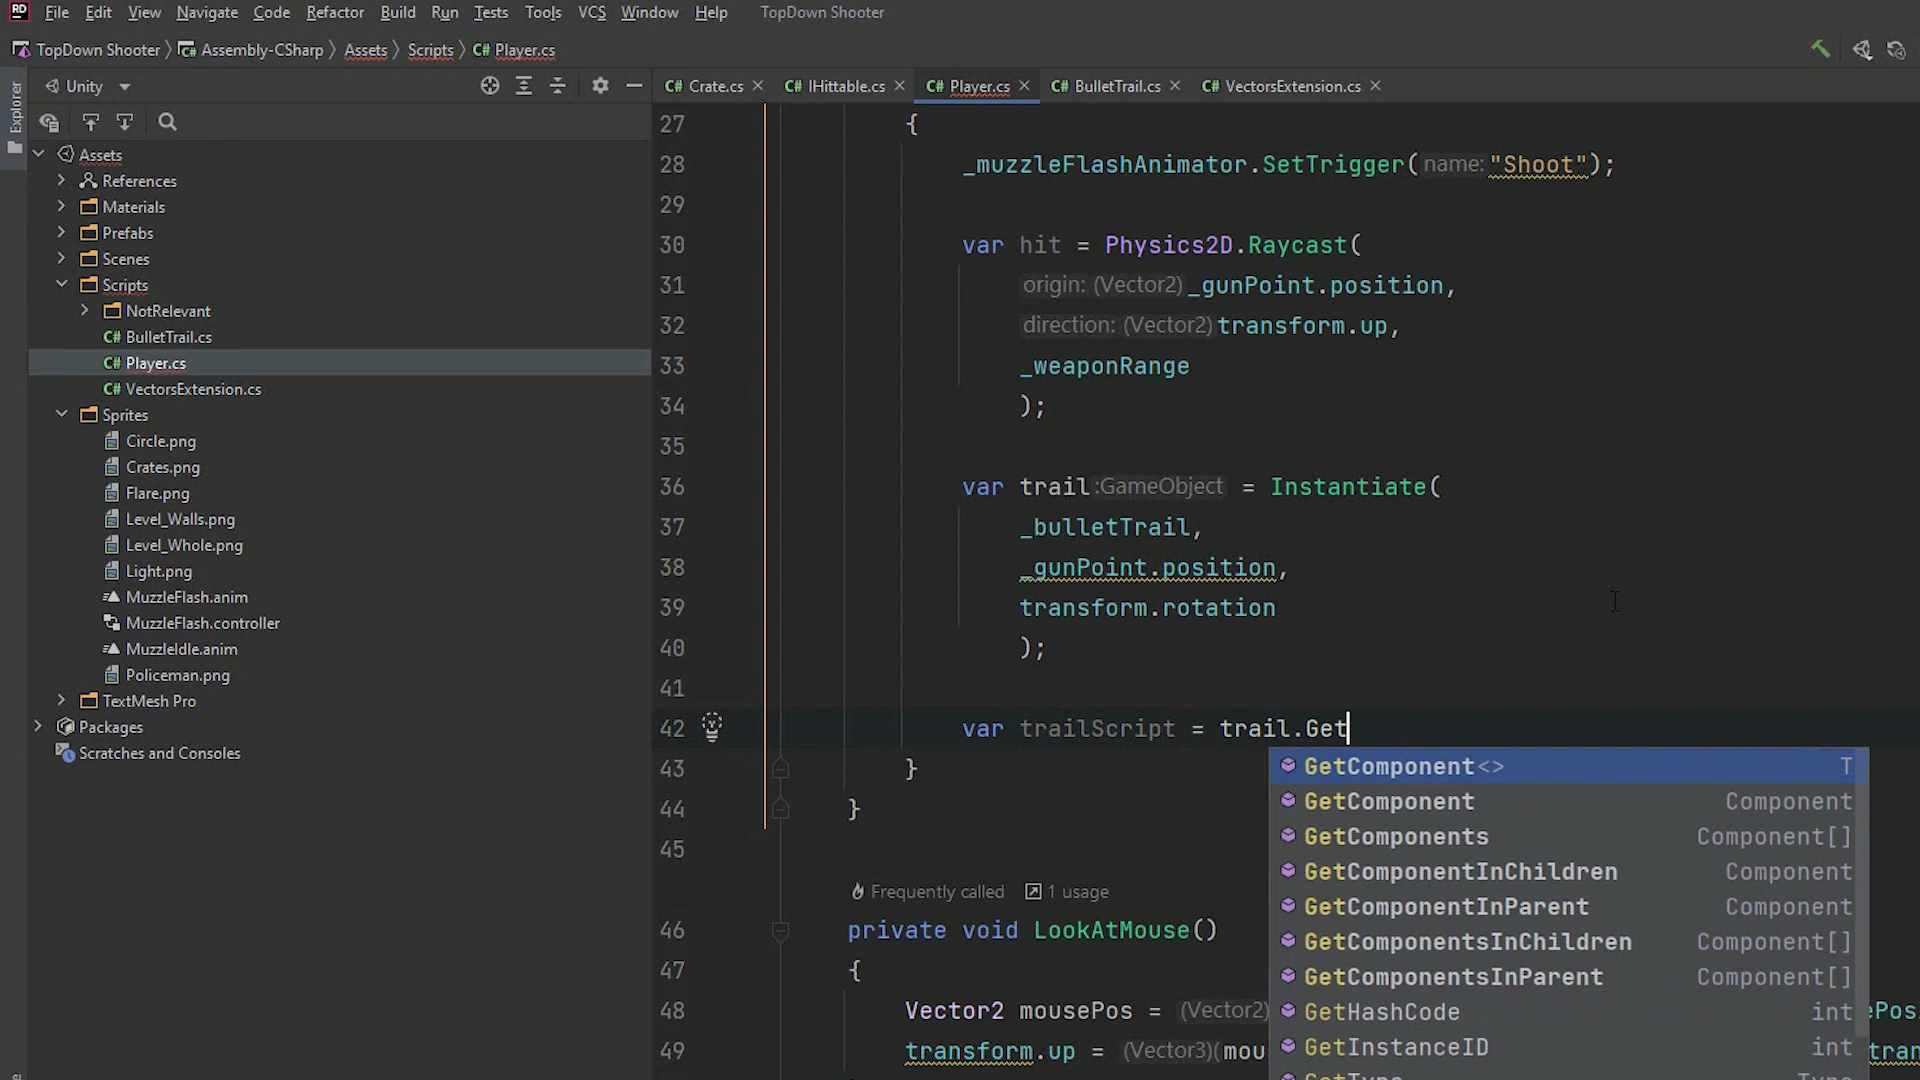 RD File Edit View Navigate Code Refactor Build Run Tests Tools VCS Window Help TopDown Shooter
TopDown Shooter Assembly-CSharp Assets Scripts C# Player.cs
Explorer
Unity
C# Crate.cs C# IHittable.cs C# Player.cs C# BulletTrail.cs C# VectorsExtension.cs
Assets
References
Materials
Prefabs
Scenes
Scripts
NotRelevant
C# BulletTrail.cs
C# Player.cs
C# VectorsExtension.cs
Sprites
Circle.png
Crates.png
Flare.png
Level_Walls.png
Level_Whole.png
Light.png
MuzzleFlash.anim
MuzzleFlash.controller
MuzzleIdle.anim
Policeman.png
TextMesh Pro
Packages
Scratches and Consoles
27 {
28 _muzzleFlashAnimator.SetTrigger( name: "Shoot");
29
30 var hit = Physics2D.Raycast(
31 origin: (Vector2) _gunPoint.position,
32 direction: (Vector2) transform.up,
33 _weaponRange
34 );
35
36 var trail :GameObject = Instantiate(
37 _bulletTrail,
38 _gunPoint.position,
39 transform.rotation
40 );
41
42 var trailScript = trail.Get
43 }
44 }
45
GetComponent<> T
GetComponent Component
GetComponents Component[]
GetComponentInChildren Component
GetComponentInParent Component
GetComponentsInChildren Component[]
GetComponentsInParent Component[]
GetHashCode int
GetInstanceID int
GetType Type
Frequently called 1 usage
46 private void LookAtMouse()
47 {
48 Vector2 mousePos = (Vector2)
49 transform.up = (Vector3)(mou